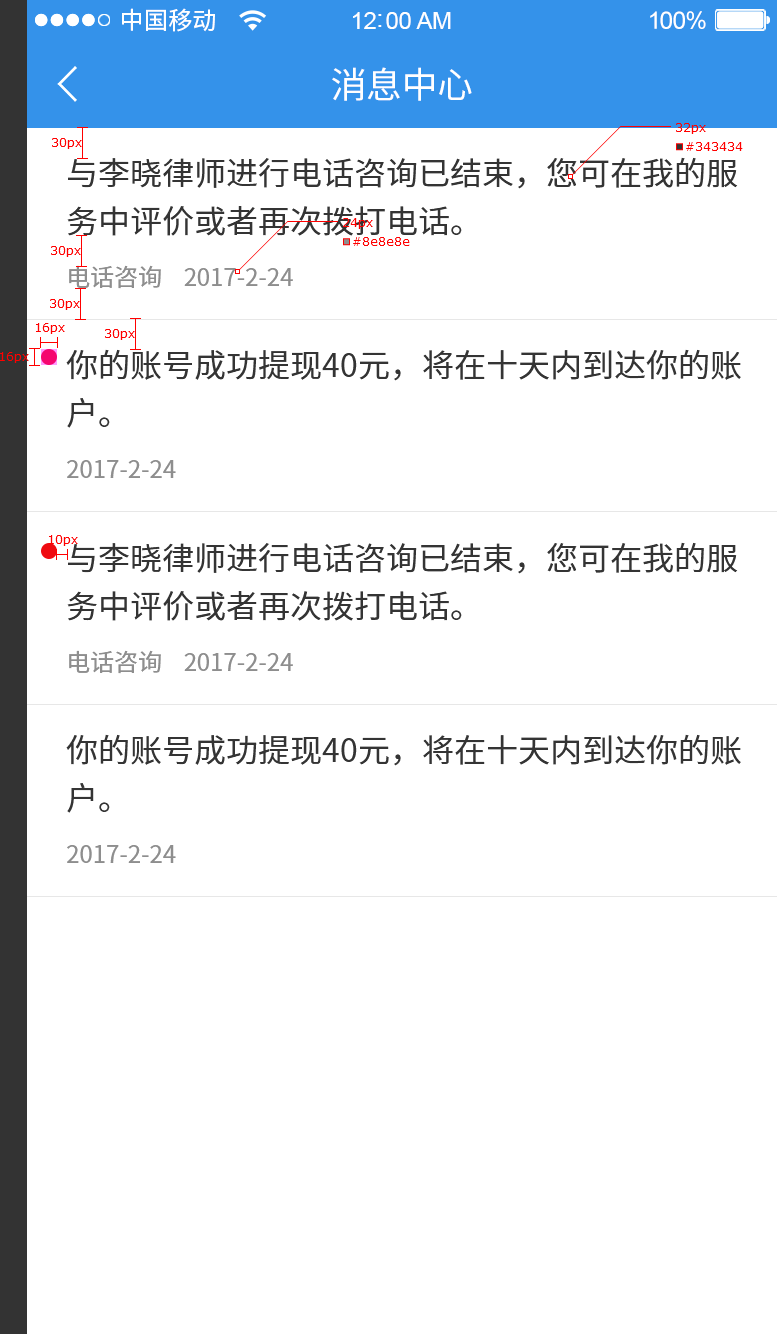 中国移动 12:00 AM 100%
消息中心
32px
#343434
30px
与李晓律师进行电话咨询已结束，您可在我的服
务中评价或者再次拨打电话。
24px
#8e8e8e
30px
电话咨询 2017-2-24
30px
30px
16px
16px
你的账号成功提现40元，将在十天内到达你的账
户。
2017-2-24
10px
与李晓律师进行电话咨询已结束，您可在我的服
务中评价或者再次拨打电话。
电话咨询 2017-2-24
你的账号成功提现40元，将在十天内到达你的账
户。
2017-2-24